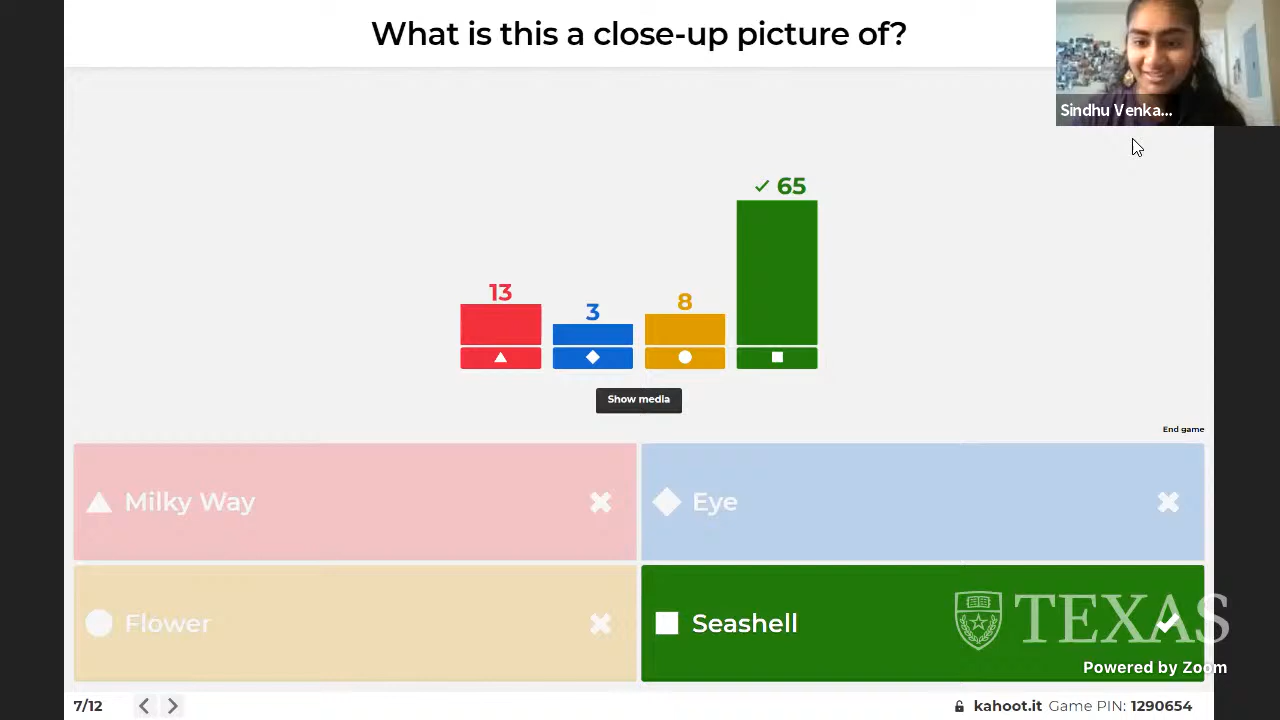 What is this a close-up picture of?
Sindhu Venka...
65
13
3
8
Show media
End game
Milky Way
Eye
Flower
Seashell
TEXAS
Powered by Zoom
7/12
kahoot.it Game PIN: 1290654